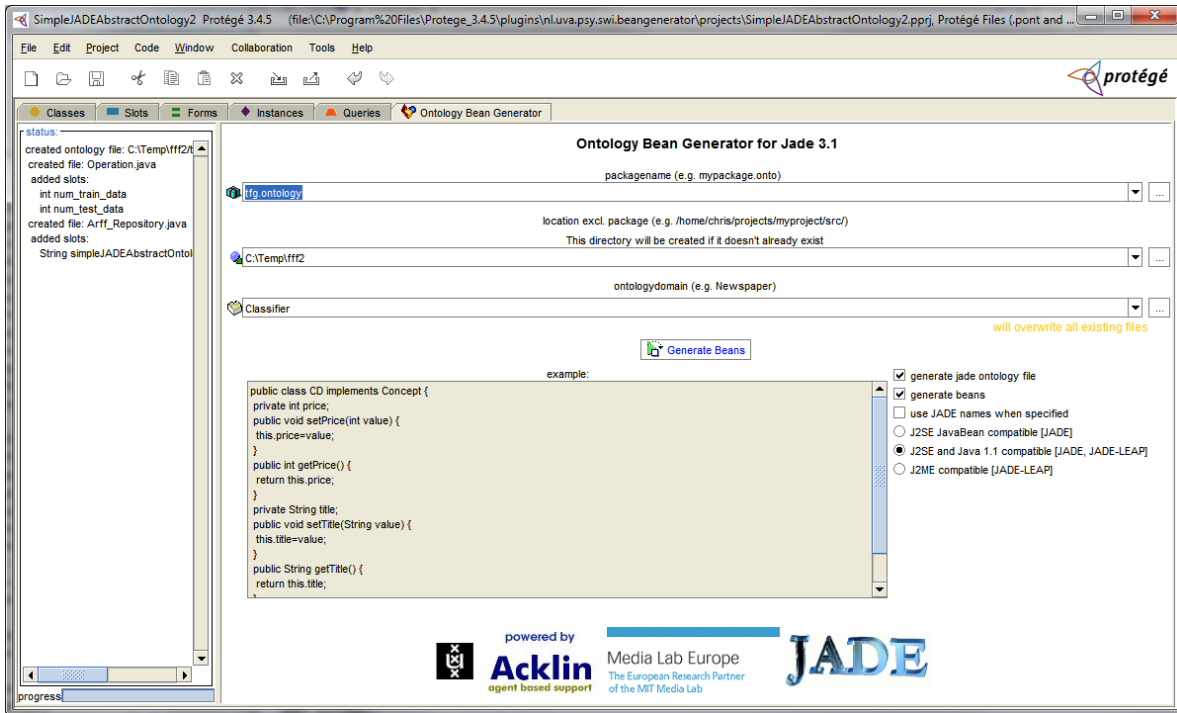 SimpleJADEAbstractOntology2 Protégé 3.4.5 (file:\C:\Program%20Files\Protege_3.4.5\plugins\nl.uva.psy.swi.beangenerator\projects\SimpleJADEAbstractOntology2.pprj, Protégé Files (.pont and ...
File Edit Project Code Window Collaboration Tools Help
protégé
Classes Slots Forms Instances Queries Ontology Bean Generator
status:
created ontology file: C:\Temp\fff2/t
created file: Operation.java
added slots:
int num_train_data
int num_test_data
created file: Arff_Repository.java
added slots:
String simpleJADEAbstractOntol
progress
Ontology Bean Generator for Jade 3.1
packagename (e.g. mypackage.onto)
tfg.ontology
...
location excl. package (e.g. /home/chris/projects/myproject/src/)
This directory will be created if it doesn't already exist
C:\Temp\fff2
...
ontologydomain (e.g. Newspaper)
Classifier
...
will overwrite all existing files
Generate Beans
example:
public class CD implements Concept {
private int price;
public void setPrice(int value) {
this.price=value;
}
public int getPrice() {
return this.price;
}
private String title;
public void setTitle(String value) {
this.title=value;
}
public String getTitle() {
return this.title;
}
generate jade ontology file
generate beans
use JADE names when specified
J2SE JavaBean compatible [JADE]
J2SE and Java 1.1 compatible [JADE, JADE-LEAP]
J2ME compatible [JADE-LEAP]
powered by
Acklin
agent based support
Media Lab Europe
The European Research Partner
of the MIT Media Lab
JADE